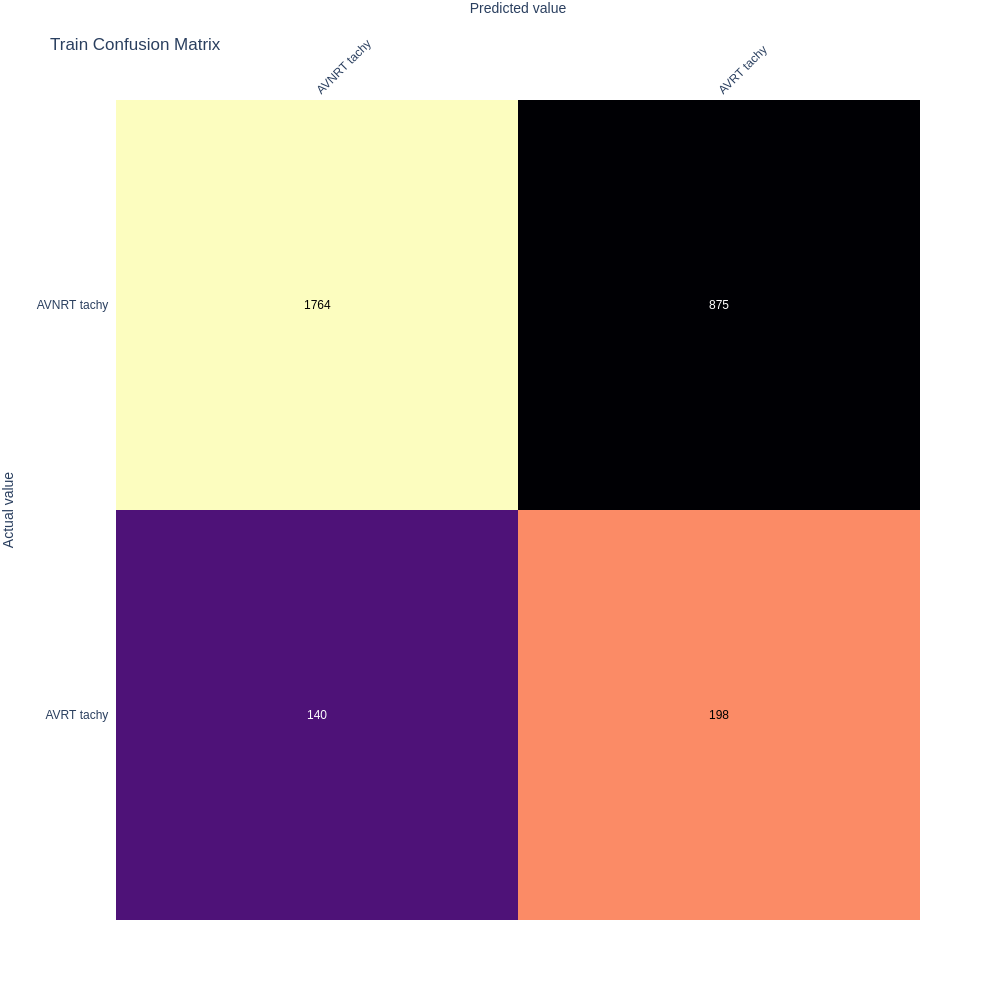 Predicted value
Train Confusion Matrix
AVNRT tachy
AVRT tachy
AVNRT tachy
1764
875
Actual value
AVRT tachy
140
198